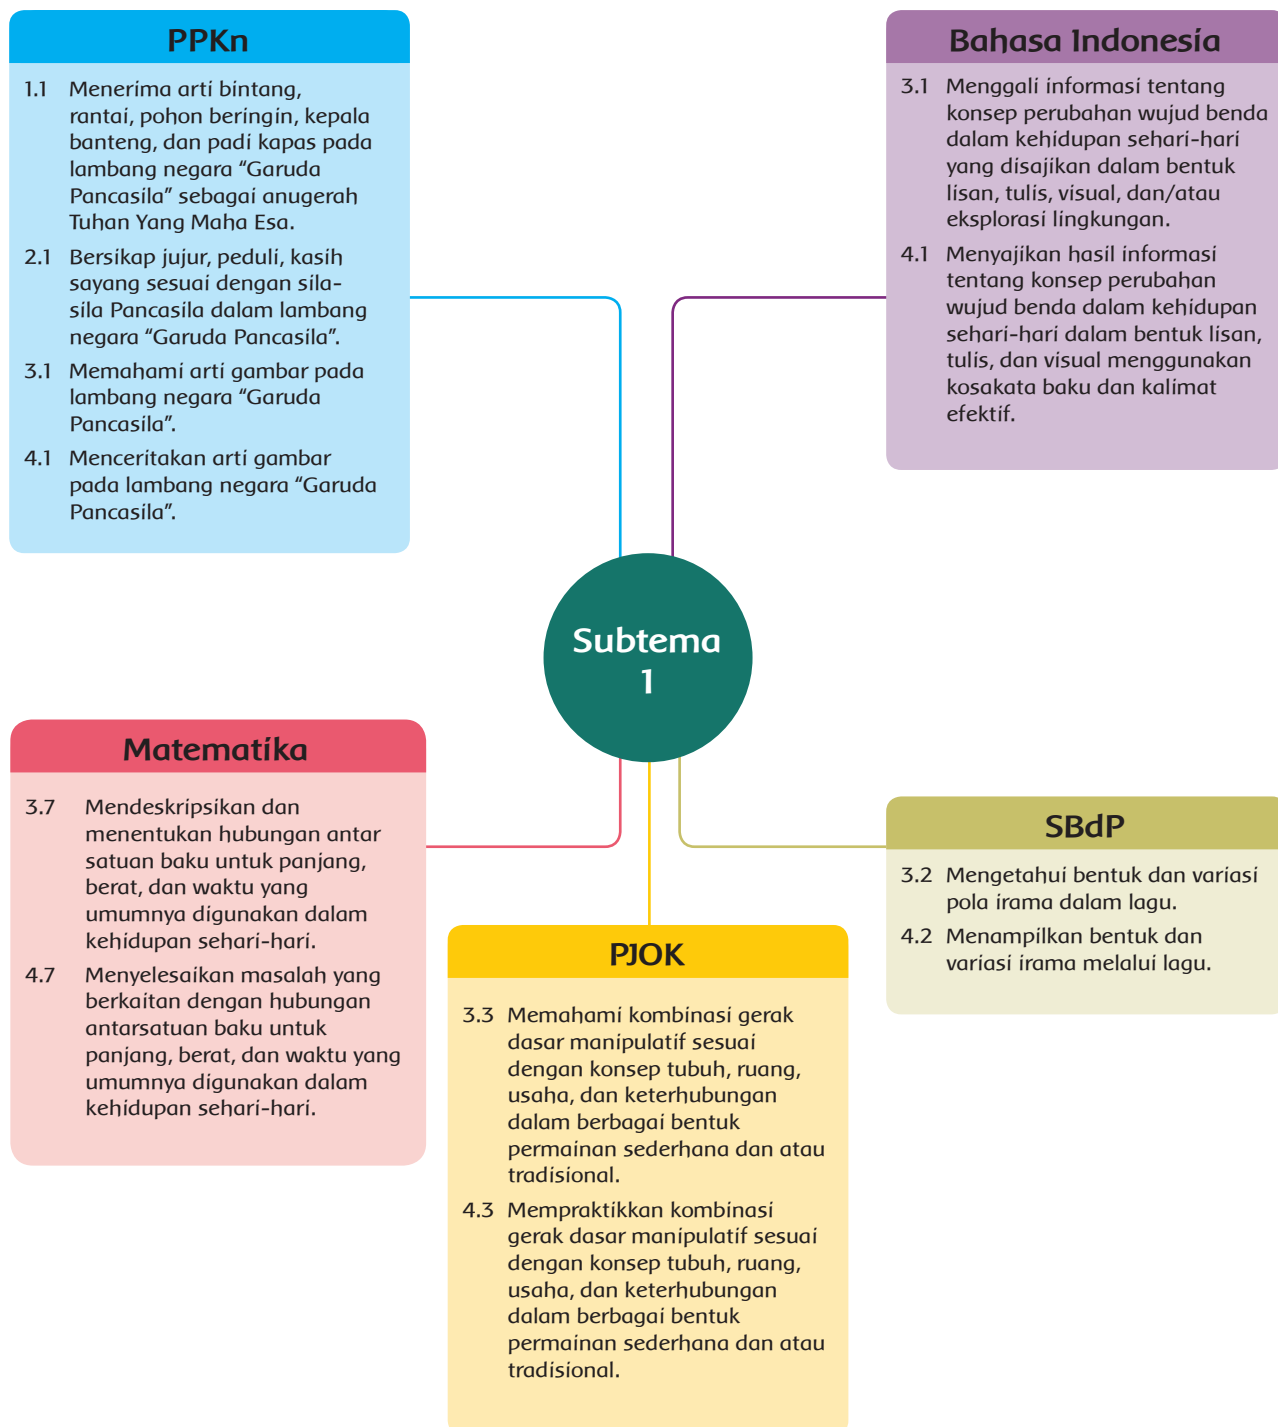 PPKn
1.1 Menerima arti bintang,
rantai, pohon beringin, kepala
banteng, dan padi kapas pada
lambang negara “Garuda
Pancasila” sebagai anugerah
Tuhan Yang Maha Esa.
2.1 Bersikap jujur, peduli, kasih
sayang sesuai dengan sila-
sila Pancasila dalam lambang
negara “Garuda Pancasila”.
3.1 Memahami arti gambar pada
lambang negara “Garuda
Pancasila”.
4.1 Menceritakan arti gambar
pada lambang negara “Garuda
Pancasila”.
Bahasa Indonesia
3.1 Menggali informasi tentang
konsep perubahan wujud benda
dalam kehidupan sehari-hari
yang disajikan dalam bentuk
lisan, tulis, visual, dan/atau
eksplorasi lingkungan.
4.1 Menyajikan hasil informasi
tentang konsep perubahan
wujud benda dalam kehidupan
sehari-hari dalam bentuk lisan,
tulis, dan visual menggunakan
kosakata baku dan kalimat
efektif.
Subtema
1
Matematika
3.7 Mendeskripsikan dan
menentukan hubungan antar
satuan baku untuk panjang,
berat, dan waktu yang
umumnya digunakan dalam
kehidupan sehari-hari.
4.7 Menyelesaikan masalah yang
berkaitan dengan hubungan
antarsatuan baku untuk
panjang, berat, dan waktu yang
umumnya digunakan dalam
kehidupan sehari-hari.
PJOK
3.3 Memahami kombinasi gerak
dasar manipulatif sesuai
dengan konsep tubuh, ruang,
usaha, dan keterhubungan
dalam berbagai bentuk
permainan sederhana dan atau
tradisional.
4.3 Mempraktikkan kombinasi
gerak dasar manipulatif sesuai
dengan konsep tubuh, ruang,
usaha, dan keterhubungan
dalam berbagai bentuk
permainan sederhana dan atau
tradisional.
SBdP
3.2 Mengetahui bentuk dan variasi
pola irama dalam lagu.
4.2 Menampilkan bentuk dan
variasi irama melalui lagu.